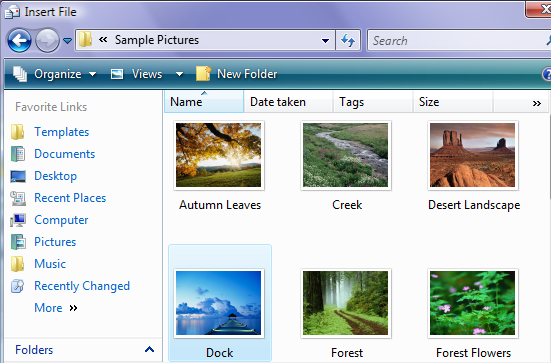 Insert File
« Sample Pictures
Search
Organize Views New Folder
Favorite Links
Templates
Documents
Desktop
Recent Places
Computer
Pictures
Music
Recently Changed
More »
Folders
Name Date taken Tags Size »
Autumn Leaves Creek Desert Landscape
Dock Forest Forest Flowers